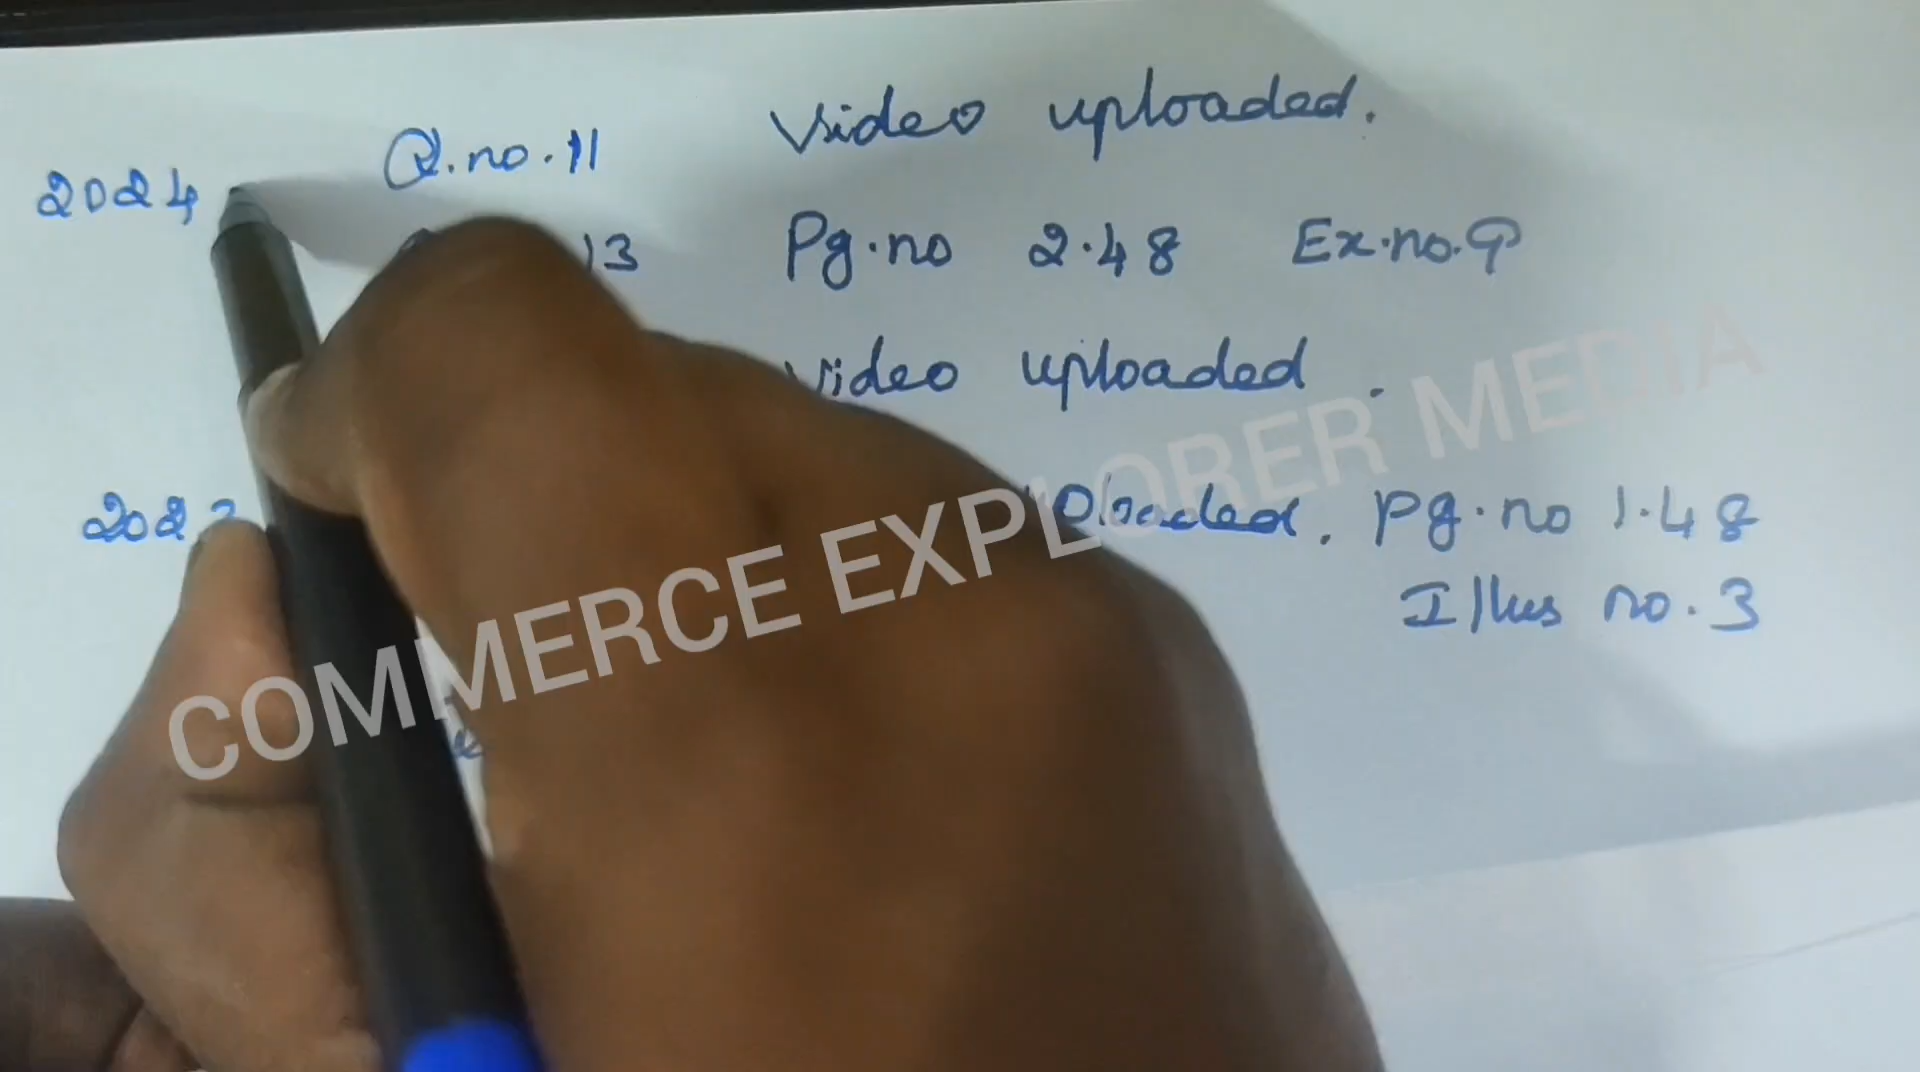 Video uploaded.
2024 Q.no.11
13 Pg.no 2.48 Ex.no.9
Video uploaded.
202 Pg.no 1.48
Illus no.3
COMMERCE EXPLORER MEDIA